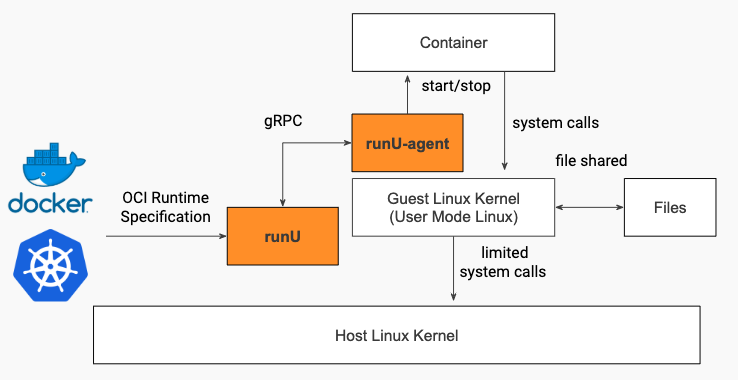 Container
start/stop
gRPC
runU-agent
system calls
file shared
docker
OCI Runtime
Specification
Guest Linux Kernel
(User Mode Linux)
Files
runU
limited
system calls
Host Linux Kernel